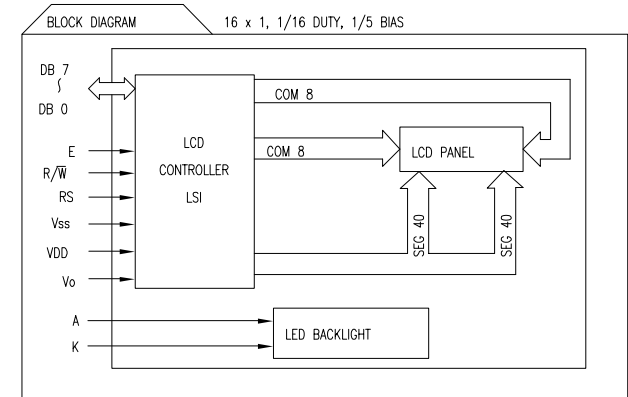 BLOCK DIAGRAM
16 x 1, 1/16 DUTY, 1/5 BIAS
DB 7
DB 0
E
R/W̅
RS
Vss
VDD
Vo
A
K
LCD
CONTROLLER
LSI
COM 8
COM 8
LCD PANEL
SEG 40
SEG 40
LED BACKLIGHT